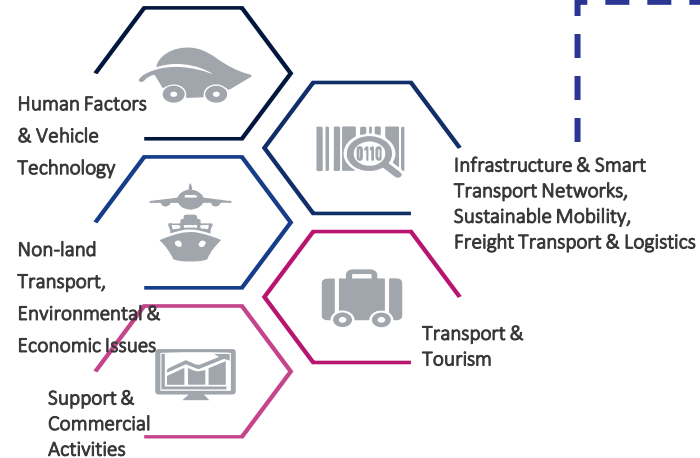 Human Factors
& Vehicle
Technology
0110
Infrastructure & Smart
Transport Networks,
Sustainable Mobility,
Freight Transport & Logistics
Non-land
Transport,
Environmental &
Economic Issues
Transport &
Tourism
Support &
Commercial
Activities